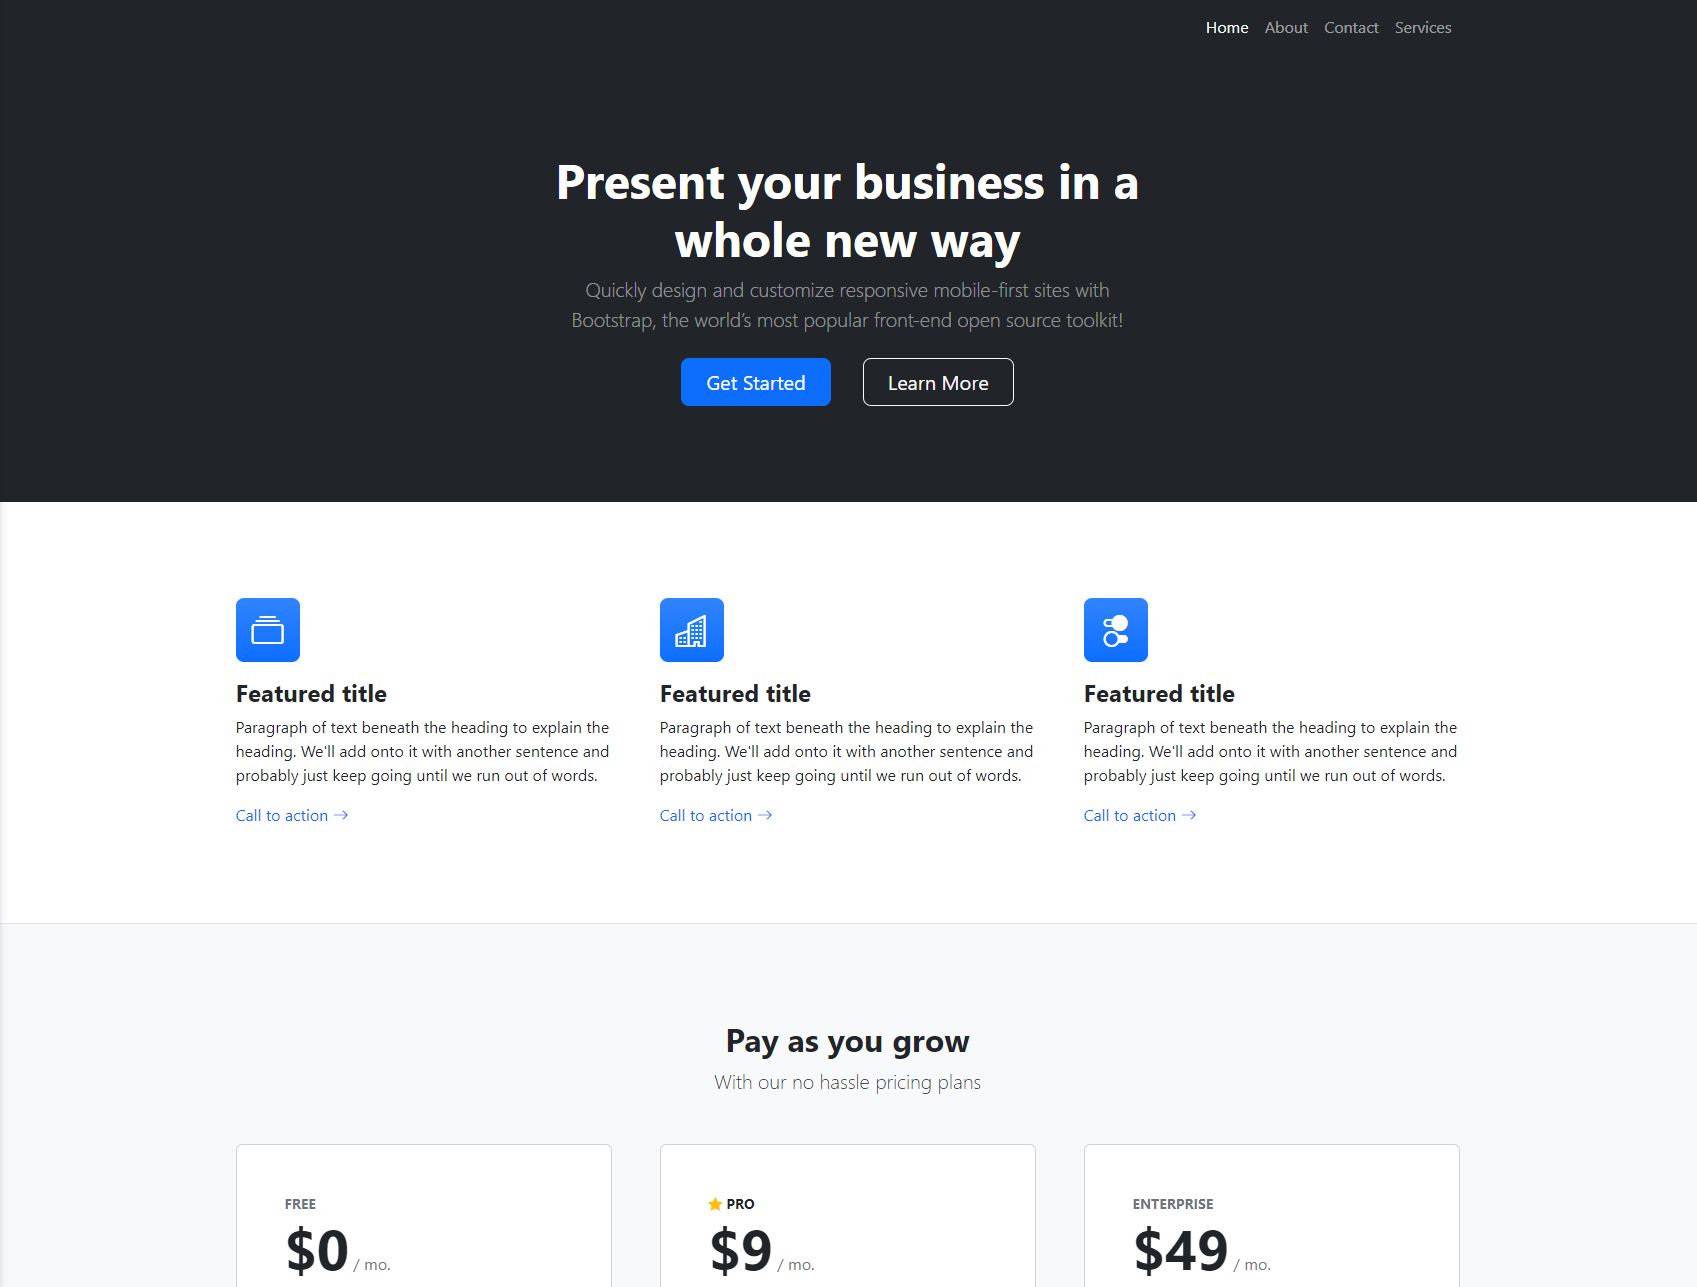 Home About Contact Services
Present your business in a
whole new way
Quickly design and customize responsive mobile-first sites with
Bootstrap, the world’s most popular front-end open source toolkit!
Get Started Learn More
Featured title
Paragraph of text beneath the heading to explain the
heading. We'll add onto it with another sentence and
probably just keep going until we run out of words.
Call to action
Featured title
Paragraph of text beneath the heading to explain the
heading. We'll add onto it with another sentence and
probably just keep going until we run out of words.
Call to action
Featured title
Paragraph of text beneath the heading to explain the
heading. We'll add onto it with another sentence and
probably just keep going until we run out of words.
Call to action
Pay as you grow
With our no hassle pricing plans
FREE
$0 / mo.
PRO
$9 / mo.
ENTERPRISE
$49 / mo.